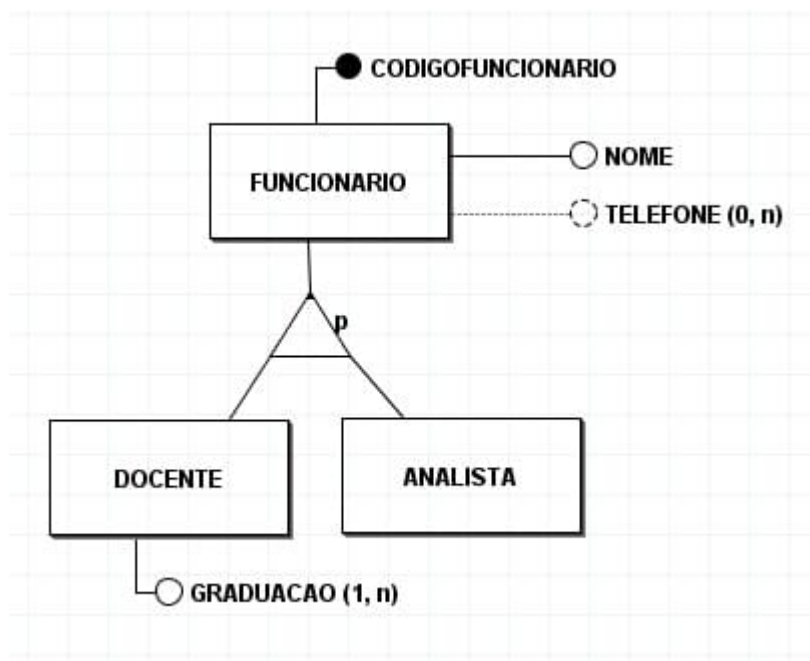 CODIGOFUNCIONARIO
NOME
FUNCIONARIO
TELEFONE (0, n)
p
DOCENTE
ANALISTA
GRADUACAO (1, n)